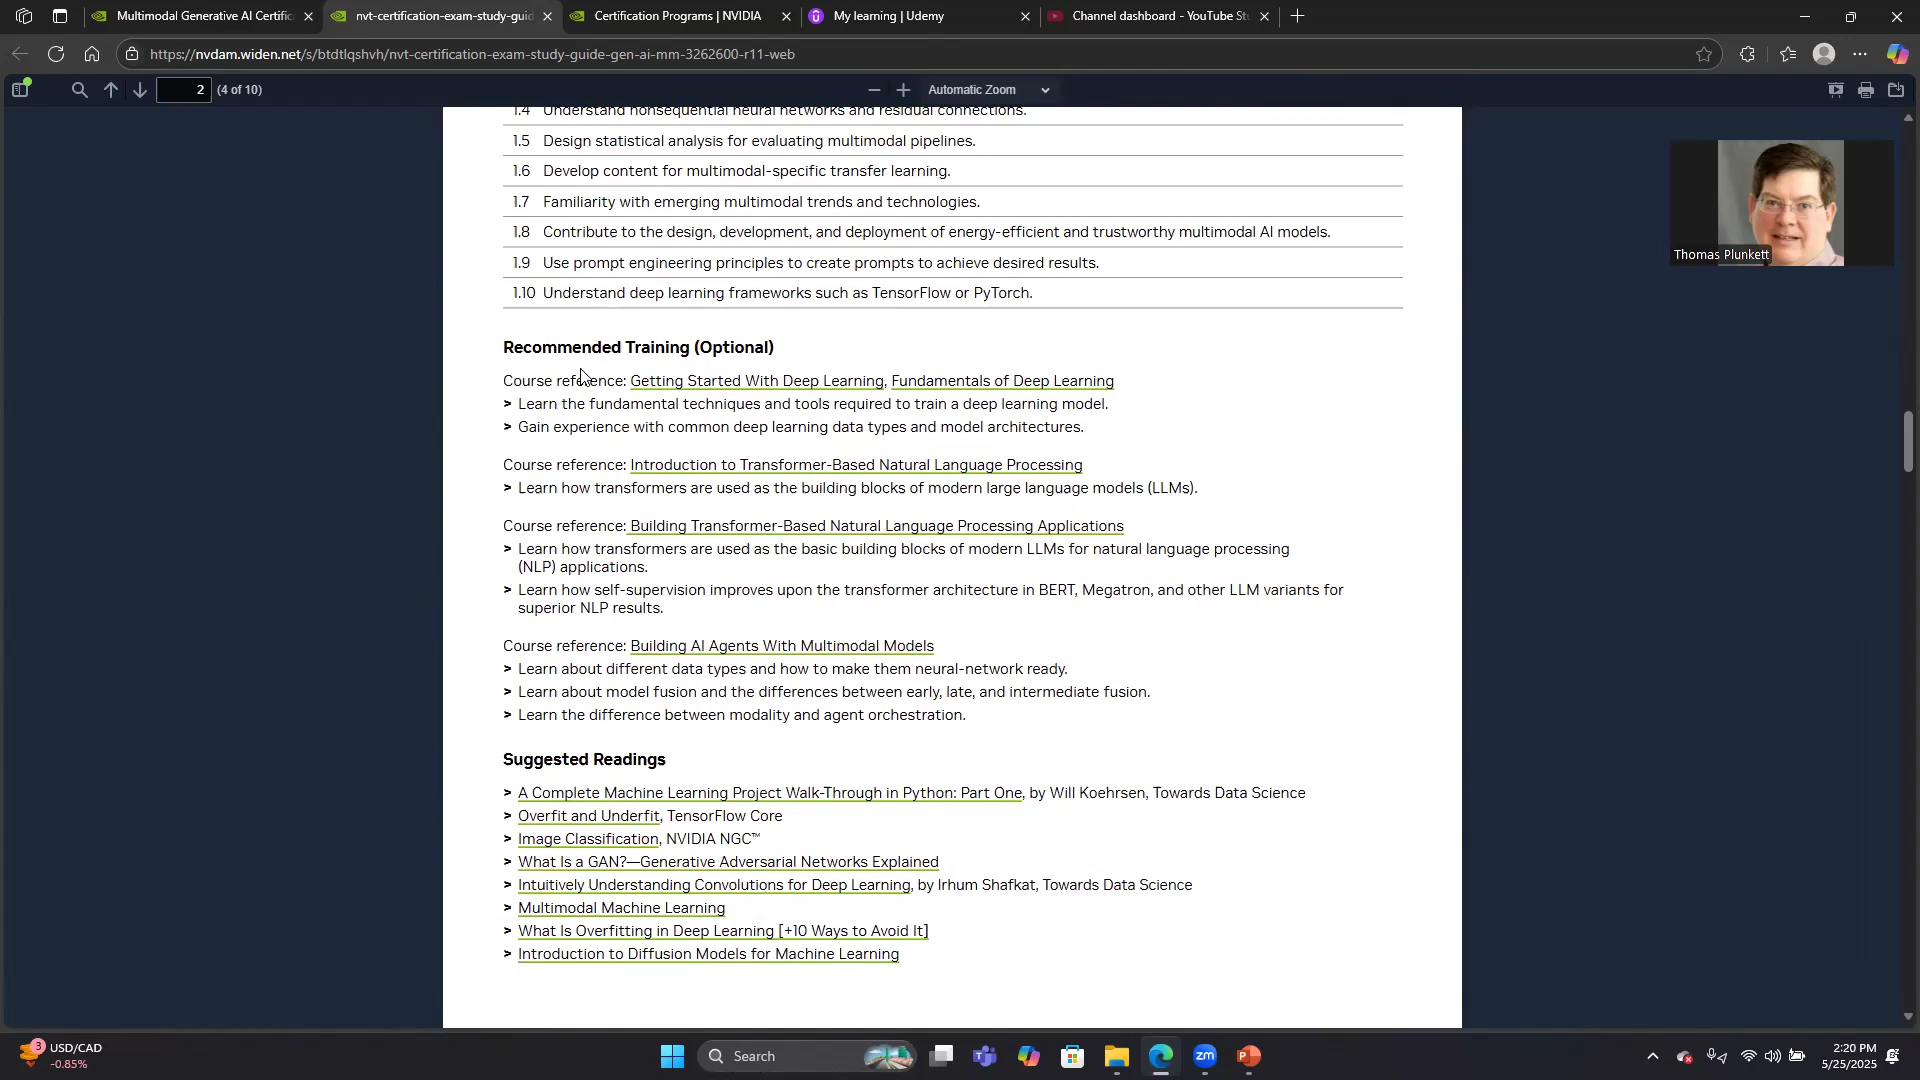 Multimodal Generative AI Certific
nvt-certification-exam-study-guid
Certification Programs | NVIDIA
My learning | Udemy
Channel dashboard - YouTube St
https://nvdam.widen.net/s/btdtlqshvh/nvt-certification-exam-study-guide-gen-ai-mm-3262600-r11-web
2 (4 of 10)
Automatic Zoom
1.4 Understand nonsequential neural networks and residual connections.
1.5 Design statistical analysis for evaluating multimodal pipelines.
1.6 Develop content for multimodal-specific transfer learning.
1.7 Familiarity with emerging multimodal trends and technologies.
1.8 Contribute to the design, development, and deployment of energy-efficient and trustworthy multimodal AI models.
1.9 Use prompt engineering principles to create prompts to achieve desired results.
1.10 Understand deep learning frameworks such as TensorFlow or PyTorch.
Thomas Plunkett
Recommended Training (Optional)
Course reference: Getting Started With Deep Learning, Fundamentals of Deep Learning
> Learn the fundamental techniques and tools required to train a deep learning model.
> Gain experience with common deep learning data types and model architectures.
Course reference: Introduction to Transformer-Based Natural Language Processing
> Learn how transformers are used as the building blocks of modern large language models (LLMs).
Course reference: Building Transformer-Based Natural Language Processing Applications
> Learn how transformers are used as the basic building blocks of modern LLMs for natural language processing
(NLP) applications.
> Learn how self-supervision improves upon the transformer architecture in BERT, Megatron, and other LLM variants for
superior NLP results.
Course reference: Building AI Agents With Multimodal Models
> Learn about different data types and how to make them neural-network ready.
> Learn about model fusion and the differences between early, late, and intermediate fusion.
> Learn the difference between modality and agent orchestration.
Suggested Readings
> A Complete Machine Learning Project Walk-Through in Python: Part One, by Will Koehrsen, Towards Data Science
> Overfit and Underfit, TensorFlow Core
> Image Classification, NVIDIA NGC™
> What Is a GAN?—Generative Adversarial Networks Explained
> Intuitively Understanding Convolutions for Deep Learning, by Irhum Shafkat, Towards Data Science
> Multimodal Machine Learning
> What Is Overfitting in Deep Learning [+10 Ways to Avoid It]
> Introduction to Diffusion Models for Machine Learning
3
USD/CAD
-0.85%
Search
zm
P
2:20 PM
5/25/2025